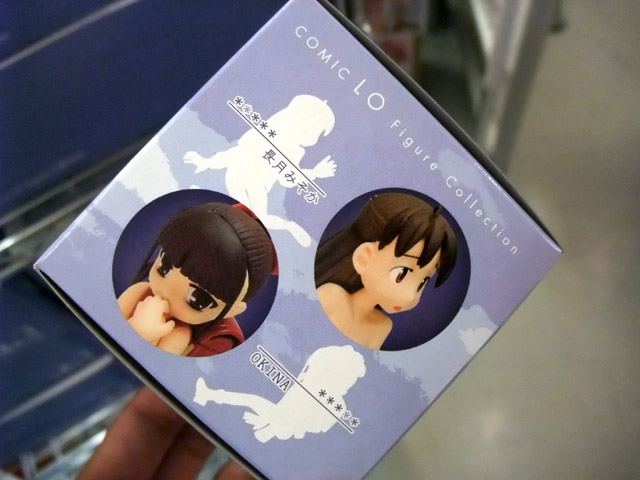 COMIC LO Figure Collection
*****
長月みそか
OKINA
*****